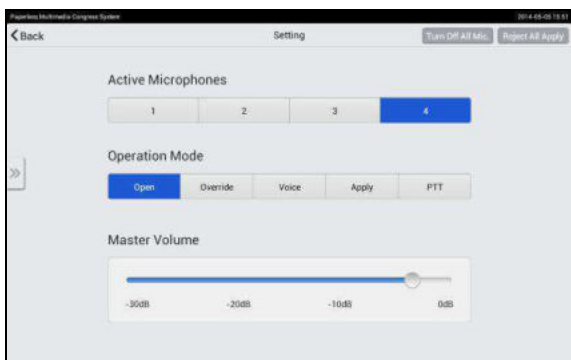 Paperless Multimedia Congress System 2014-05-05 15:51
Back Setting Turn Off All Mic. Reject All Apply
Active Microphones
1 2 3 4
Operation Mode
Open Override Voice Apply PTT
Master Volume
-30dB -20dB -10dB 0dB